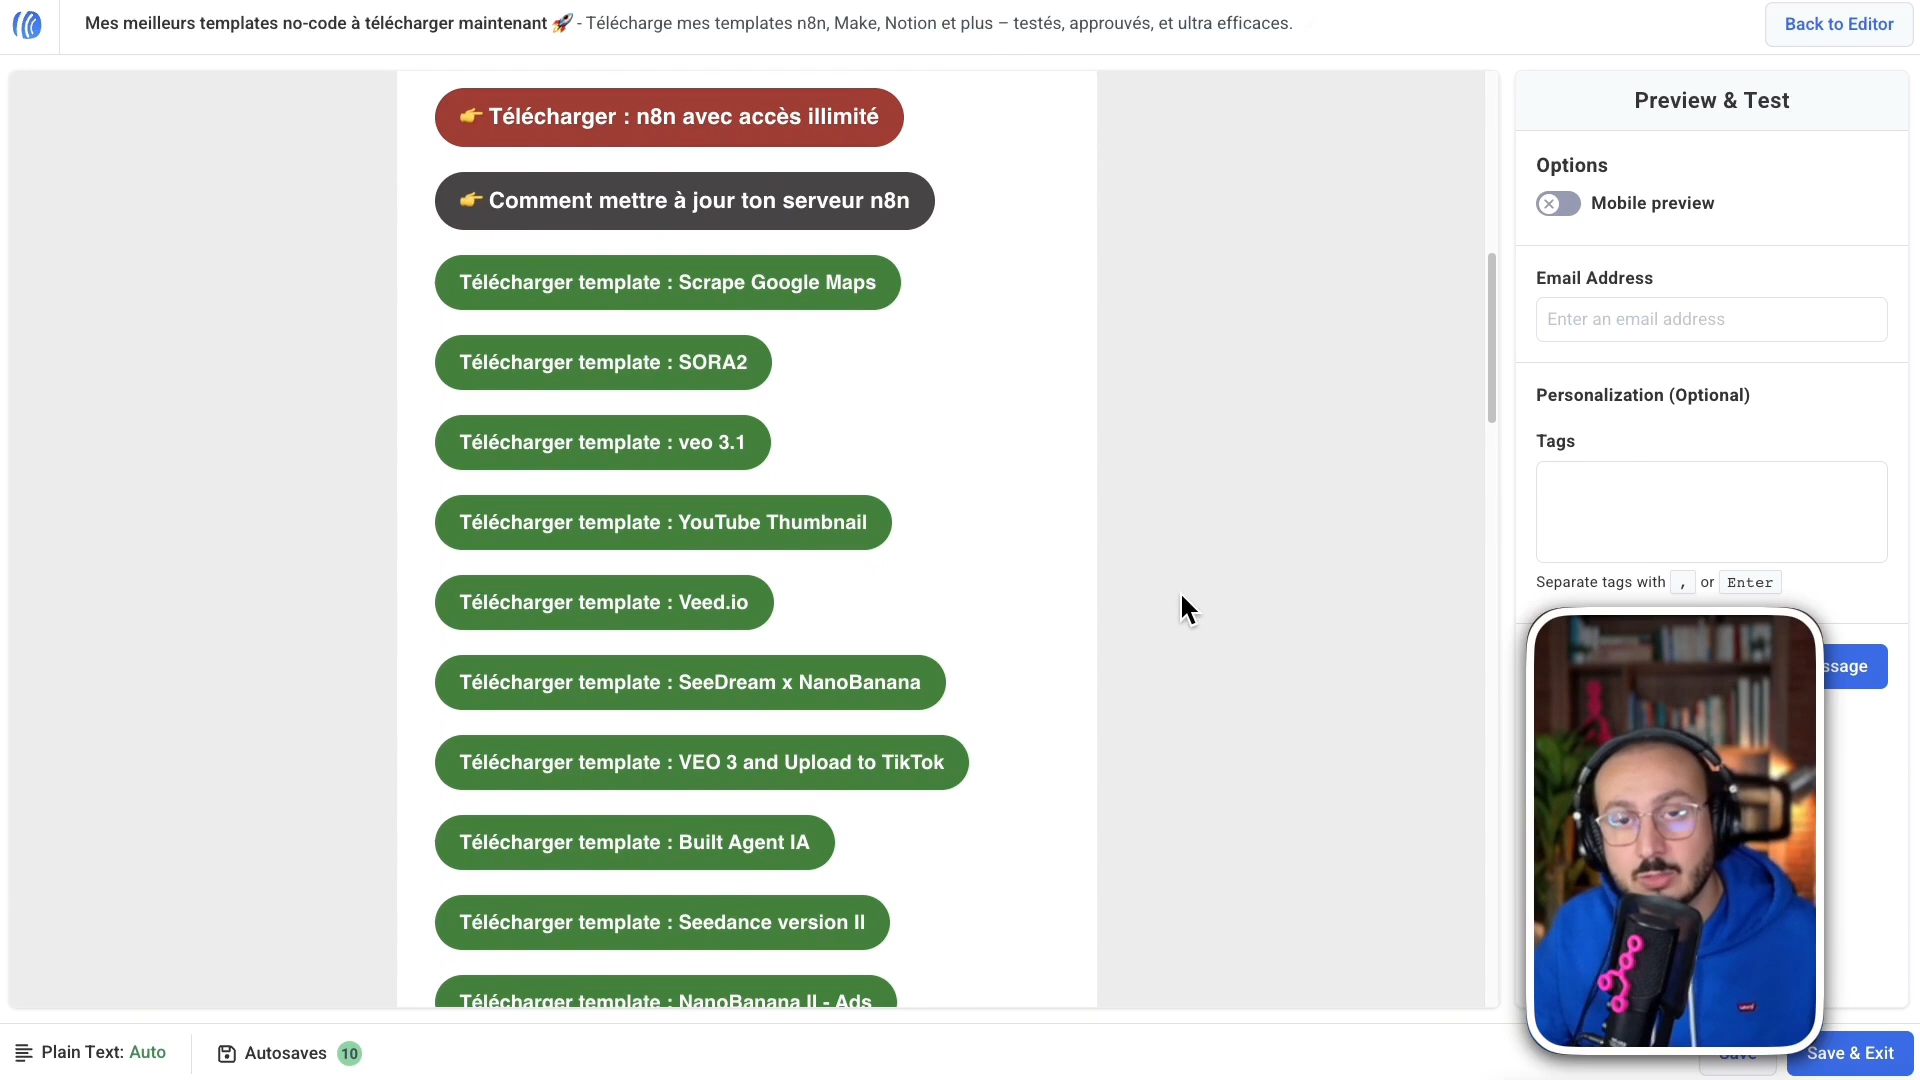 Mes meilleurs templates no-code à télécharger maintenant 🚀 - Télécharge mes templates n8n, Make, Notion et plus – testés, approuvés, et ultra efficaces.
Back to Editor
👉 Télécharger : n8n avec accès illimité
👉 Comment mettre à jour ton serveur n8n
Télécharger template : Scrape Google Maps
Télécharger template : SORA2
Télécharger template : veo 3.1
Télécharger template : YouTube Thumbnail
Télécharger template : Veed.io
Télécharger template : SeeDream x NanoBanana
Télécharger template : VEO 3 and Upload to TikTok
Télécharger template : Built Agent IA
Télécharger template : Seedance version II
Télécharger template : NanoBanana II - Ads
Preview & Test
Options
Mobile preview
Email Address
Enter an email address
Personalization (Optional)
Tags
Separate tags with , or Enter
ssage
Plain Text: Auto
Autosaves 10
Save
Save & Exit